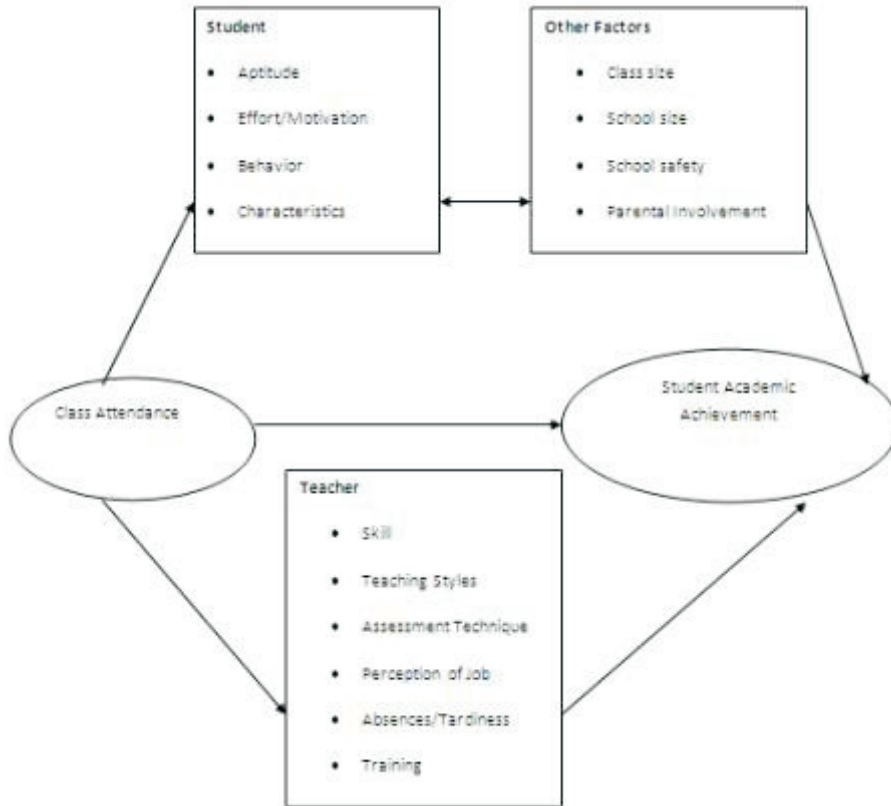 Student
• Aptitude
• Effort/Motivation
• Behavior
• Characteristics
Other Factors
• Class size
• School size
• School safety
• Parental Involvement
Class Attendance
Student Academic
Achievement
Teacher
• Skill
• Teaching Styles
• Assessment Technique
• Perception of Job
• Absences/Tardiness
• Training